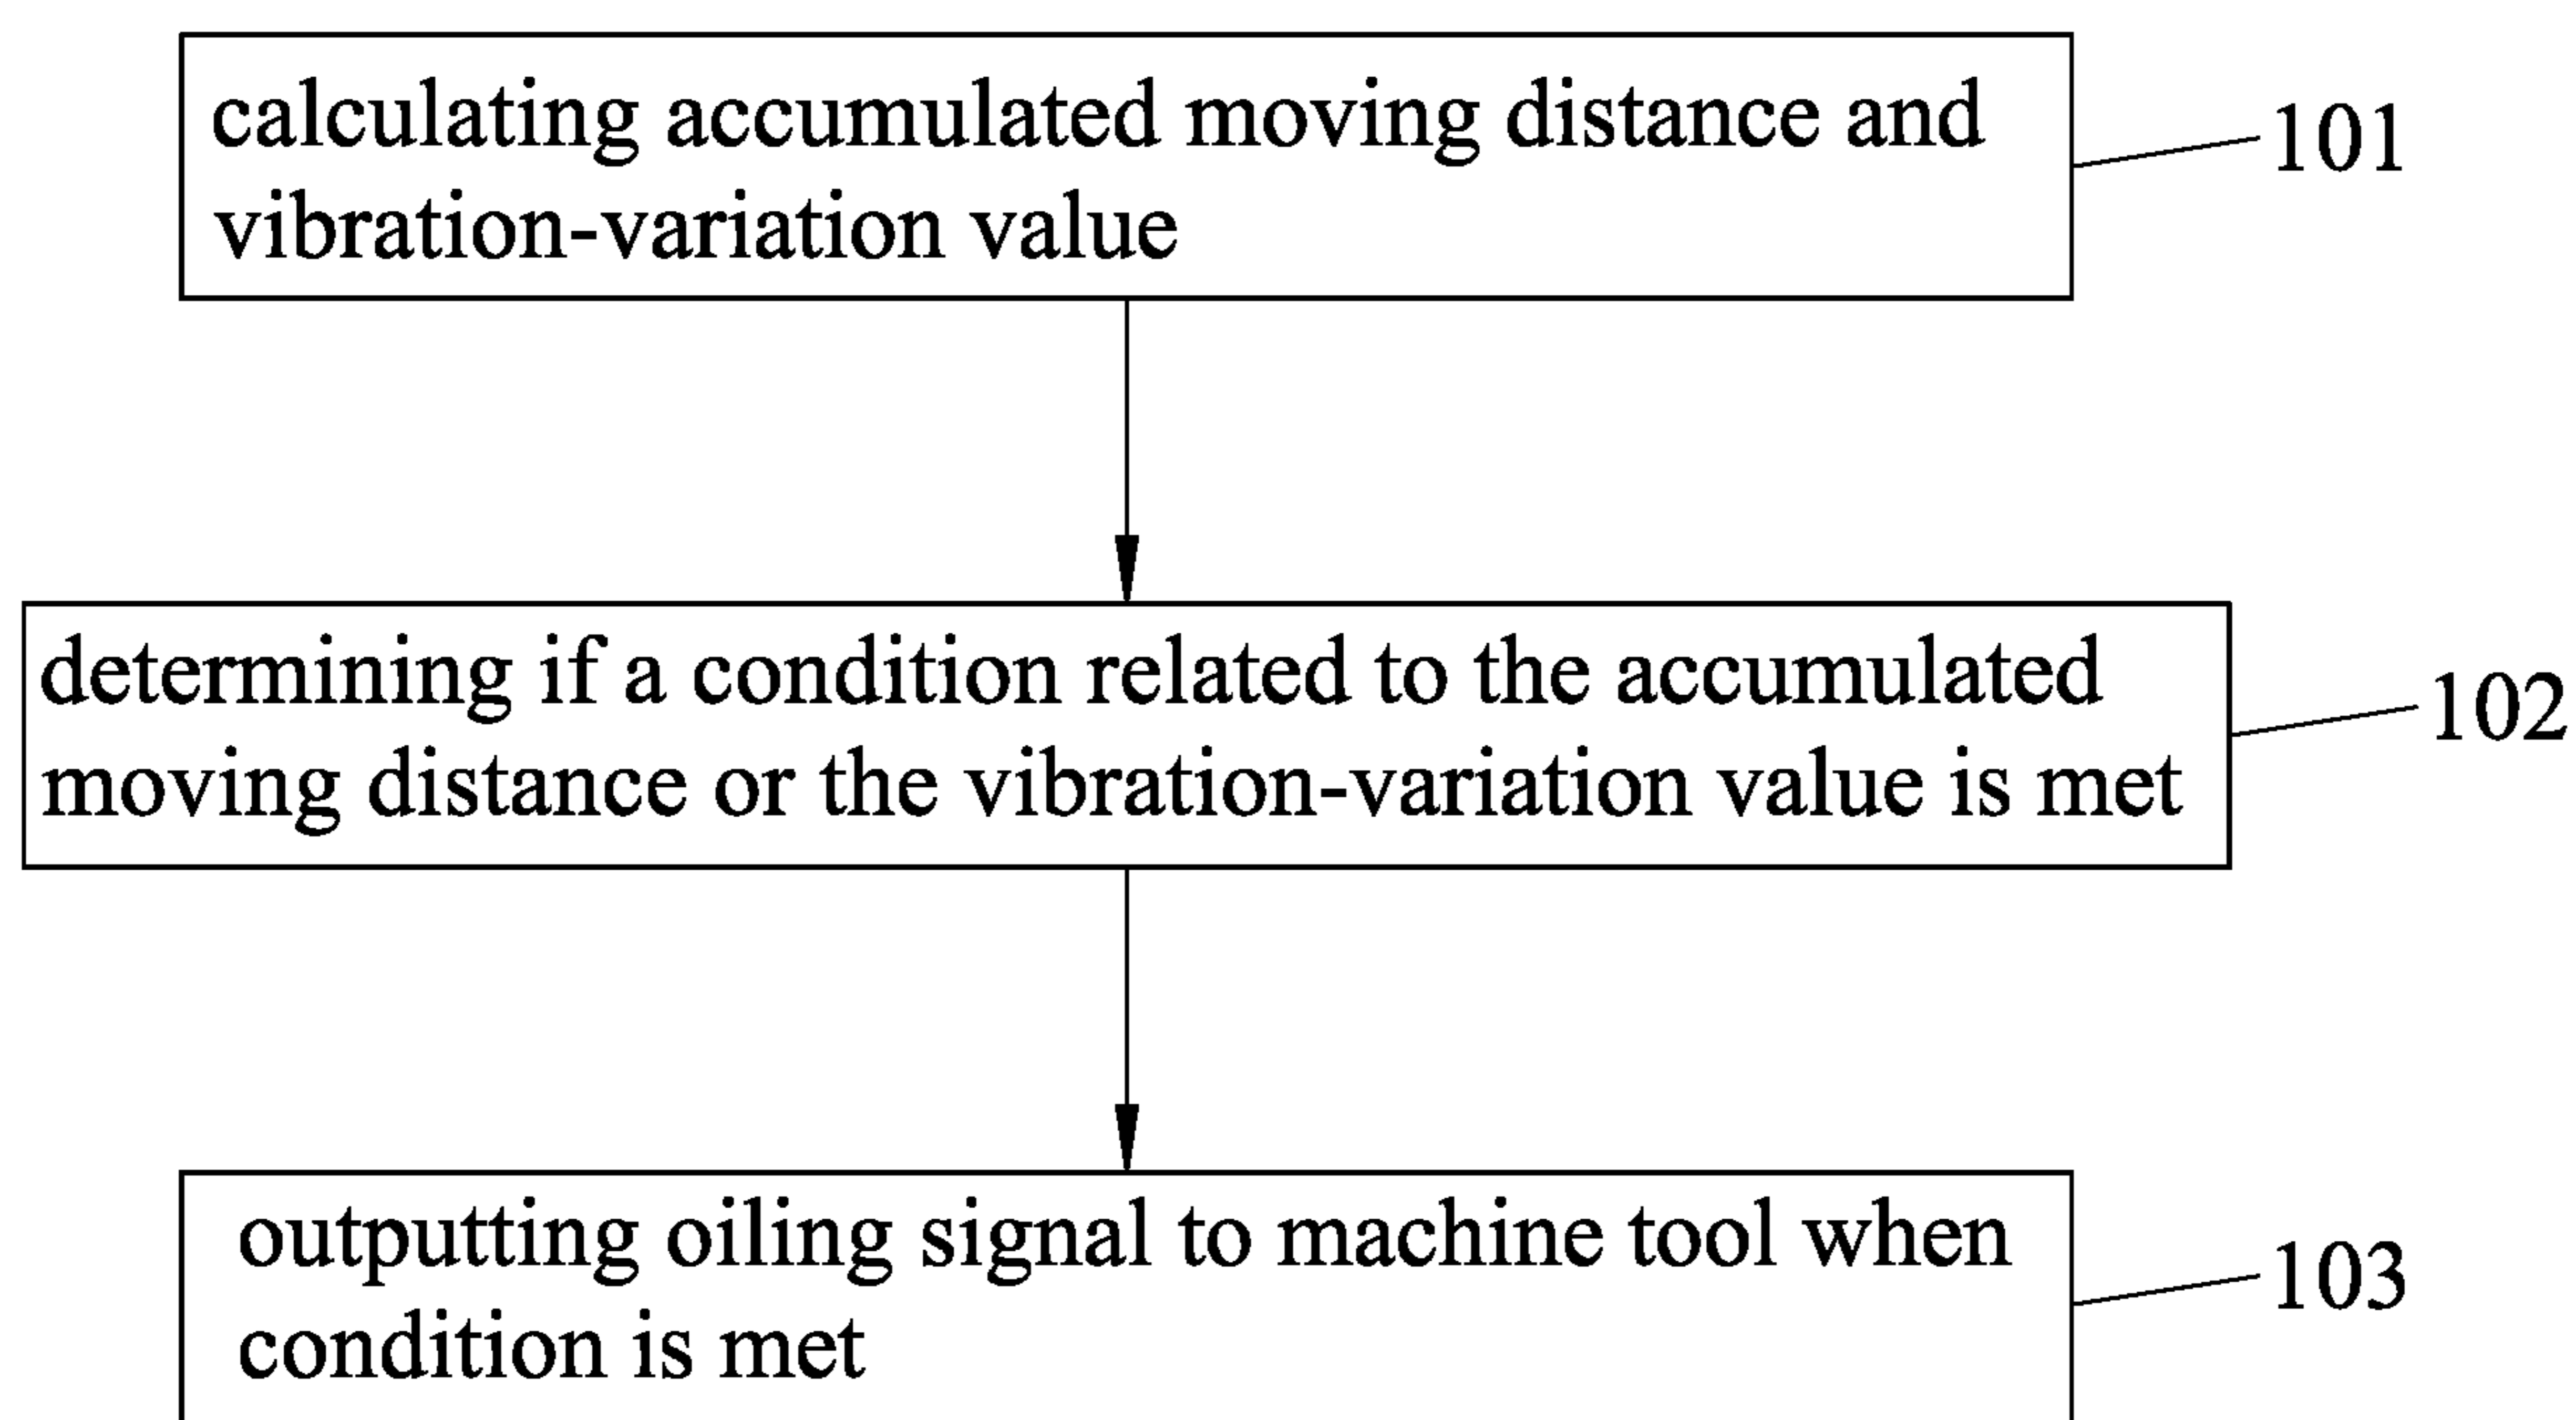 calculating accumulated moving distance and
vibration-variation value
101
determining if a condition related to the accumulated
moving distance or the vibration-variation value is met
102
outputting oiling signal to machine tool when
condition is met
103